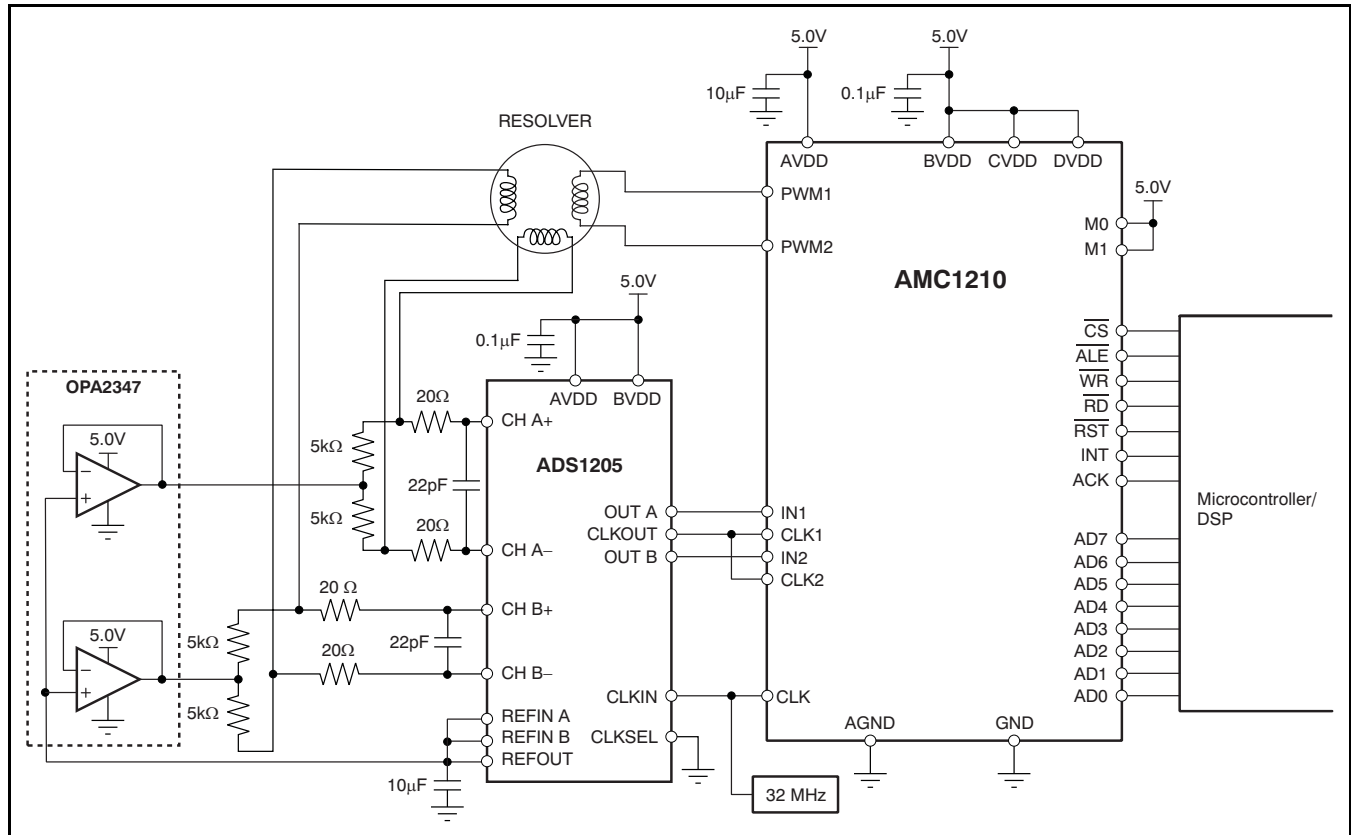 5.0V
5.0V
10μF
0.1μF
RESOLVER
AVDD
BVDD
CVDD
DVDD
5.0V
PWM1
M0
M1
PWM2
AMC1210
5.0V
0.1μF
CS
ALE
WR
RD
RST
INT
ACK
Microcontroller/
DSP
AD7
AD6
AD5
AD4
AD3
AD2
AD1
AD0
OPA2347
5.0V
–
+
5kΩ
5kΩ
20Ω
22pF
20Ω
AVDD
BVDD
CH A+
ADS1205
OUT A
CLKOUT
OUT B
IN1
CLK1
IN2
CLK2
CH A–
20 Ω
CH B+
5.0V
–
+
5kΩ
22pF
20Ω
5kΩ
CH B–
CLKIN
CLK
REFIN A
REFIN B
REFOUT
CLKSEL
AGND
GND
10μF
32 MHz